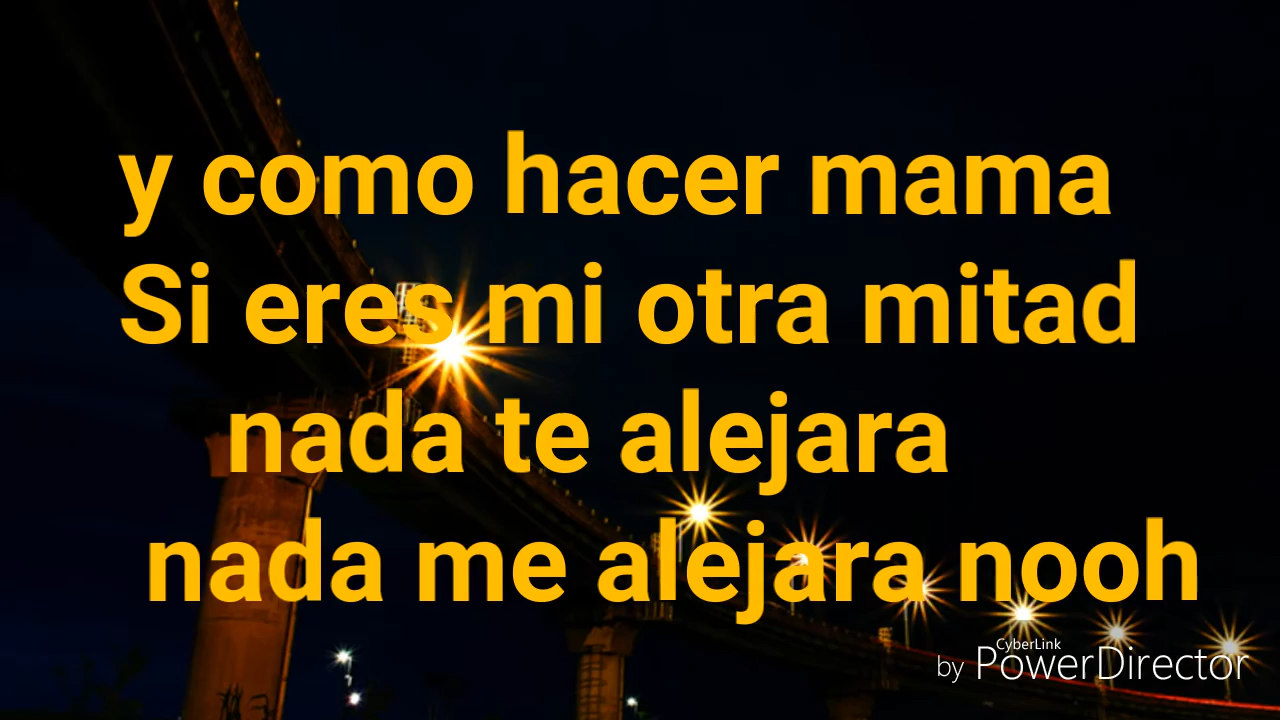 y como hacer mama
Si eres mi otra mitad
nada te alejara
nada me alejara nooh
by CyberLink PowerDirector